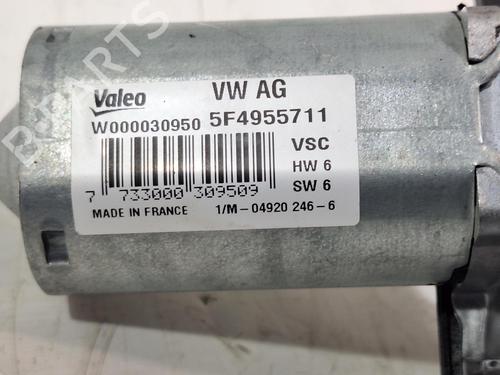 Valeo VW AG
W000030950 5F4955711
VSC
HW 6
SW 6
7 733000 309509
MADE IN FRANCE 1/M-04920 246-6
B-PARTS